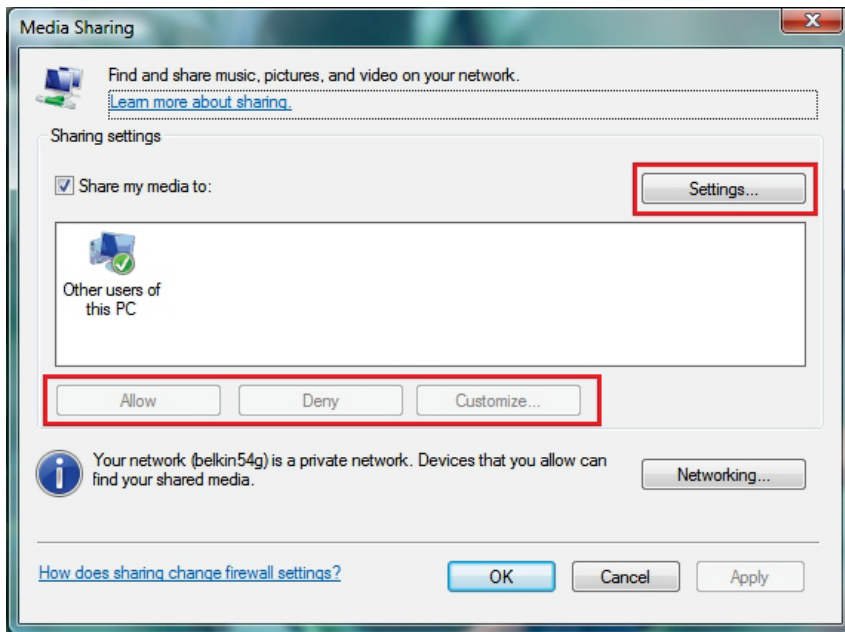 Media Sharing
Find and share music, pictures, and video on your network.
Learn more about sharing.
Sharing settings
Share my media to:
Settings...
Other users of
this PC
Allow
Deny
Customize...
Your network (belkin54g) is a private network. Devices that you allow can
find your shared media.
Networking...
How does sharing change firewall settings?
OK
Cancel
Apply